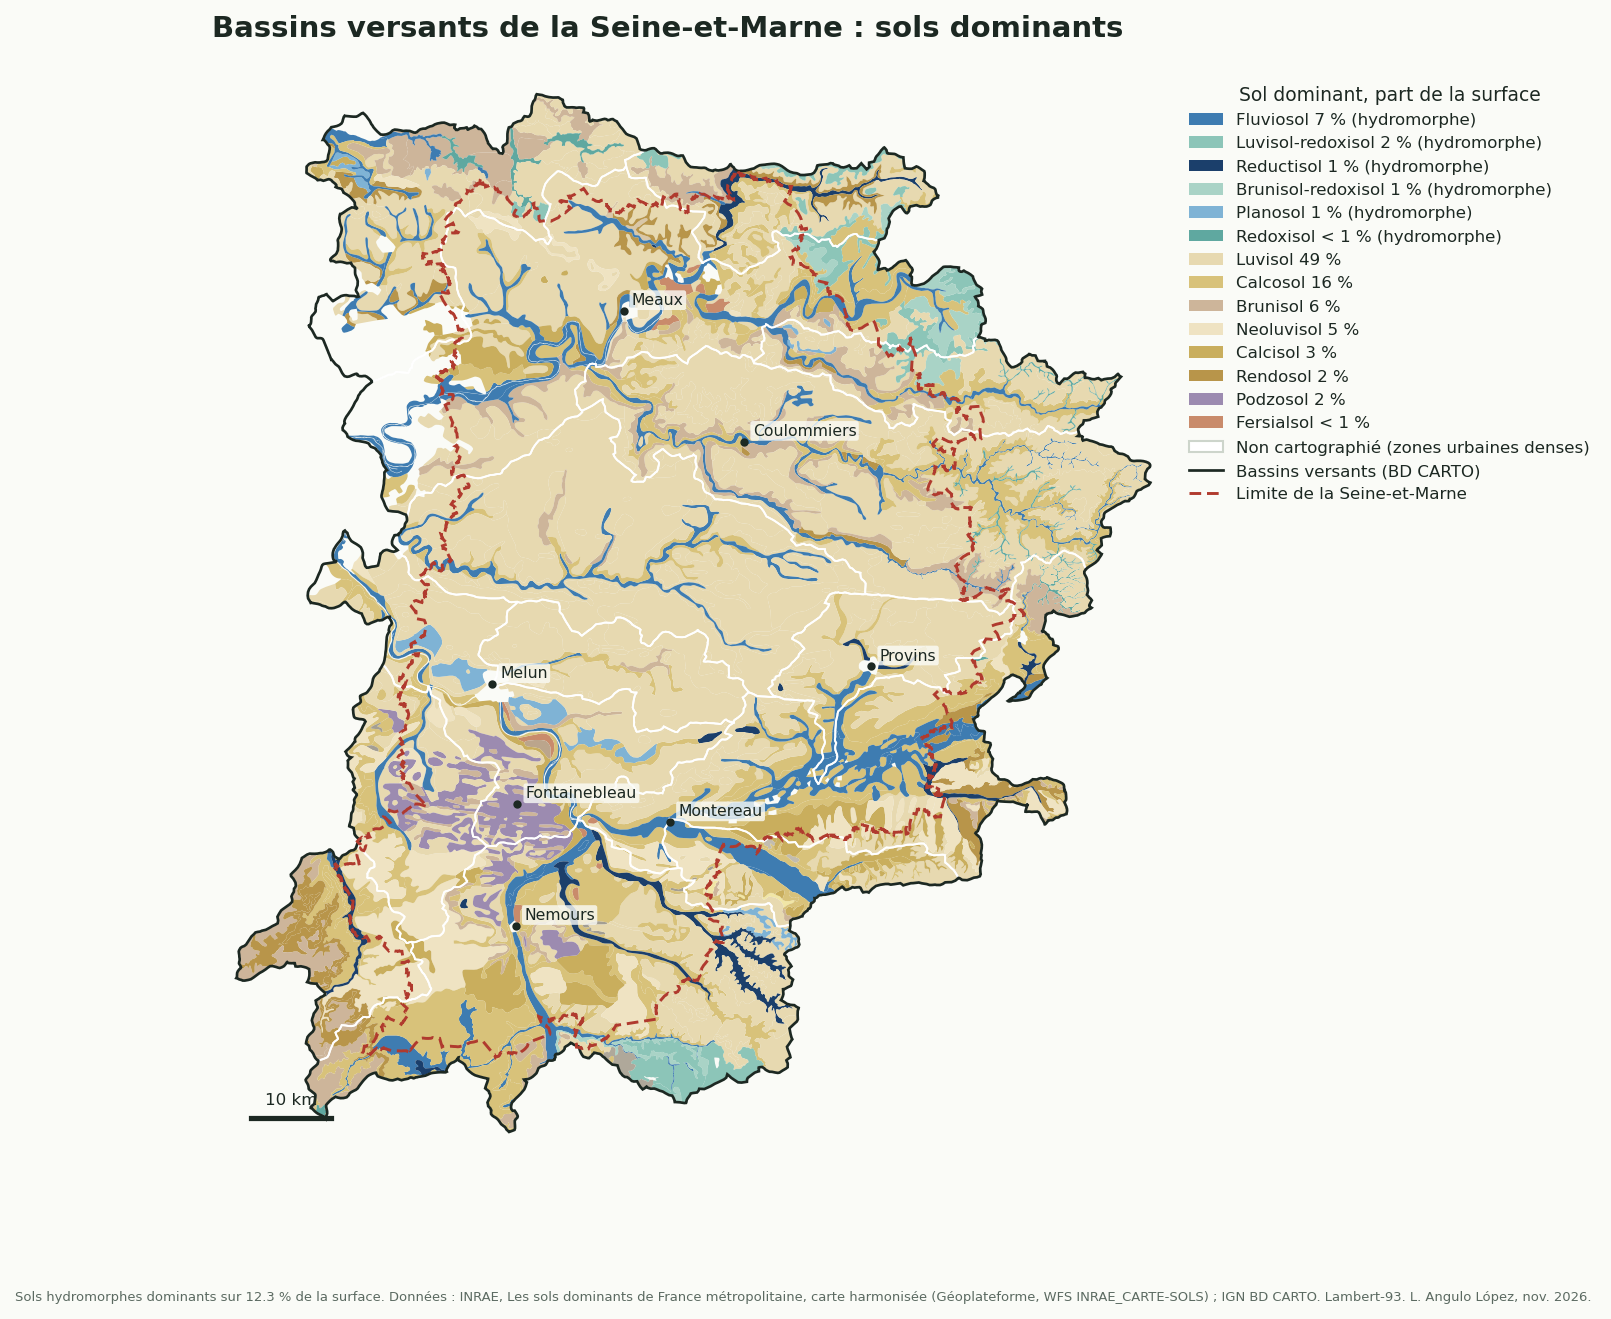 Bassins versants de la Seine-et-Marne : sols dominants
Sol dominant, part de la surface
Fluviosol 7 % (hydromorphe)
Luvisol-redoxisol 2 % (hydromorphe)
Reductisol 1 % (hydromorphe)
Brunisol-redoxisol 1 % (hydromorphe)
Planosol 1 % (hydromorphe)
Redoxisol < 1 % (hydromorphe)
Luvisol 49 %
Calcosol 16 %
Brunisol 6 %
Neoluvisol 5 %
Calcisol 3 %
Rendosol 2 %
Podzosol 2 %
Fersialsol < 1 %
Non cartographié (zones urbaines denses)
Bassins versants (BD CARTO)
Limite de la Seine-et-Marne
Meaux
Coulommiers
Provins
Melun
Fontainebleau
Montereau
Nemours
10 km
Sols hydromorphes dominants sur 12.3 % de la surface. Données : INRAE, Les sols dominants de France métropolitaine, carte harmonisée (Géoplateforme, WFS INRAE_CARTE-SOLS) ; IGN BD CARTO. Lambert-93. L. Angulo López, nov. 2026.